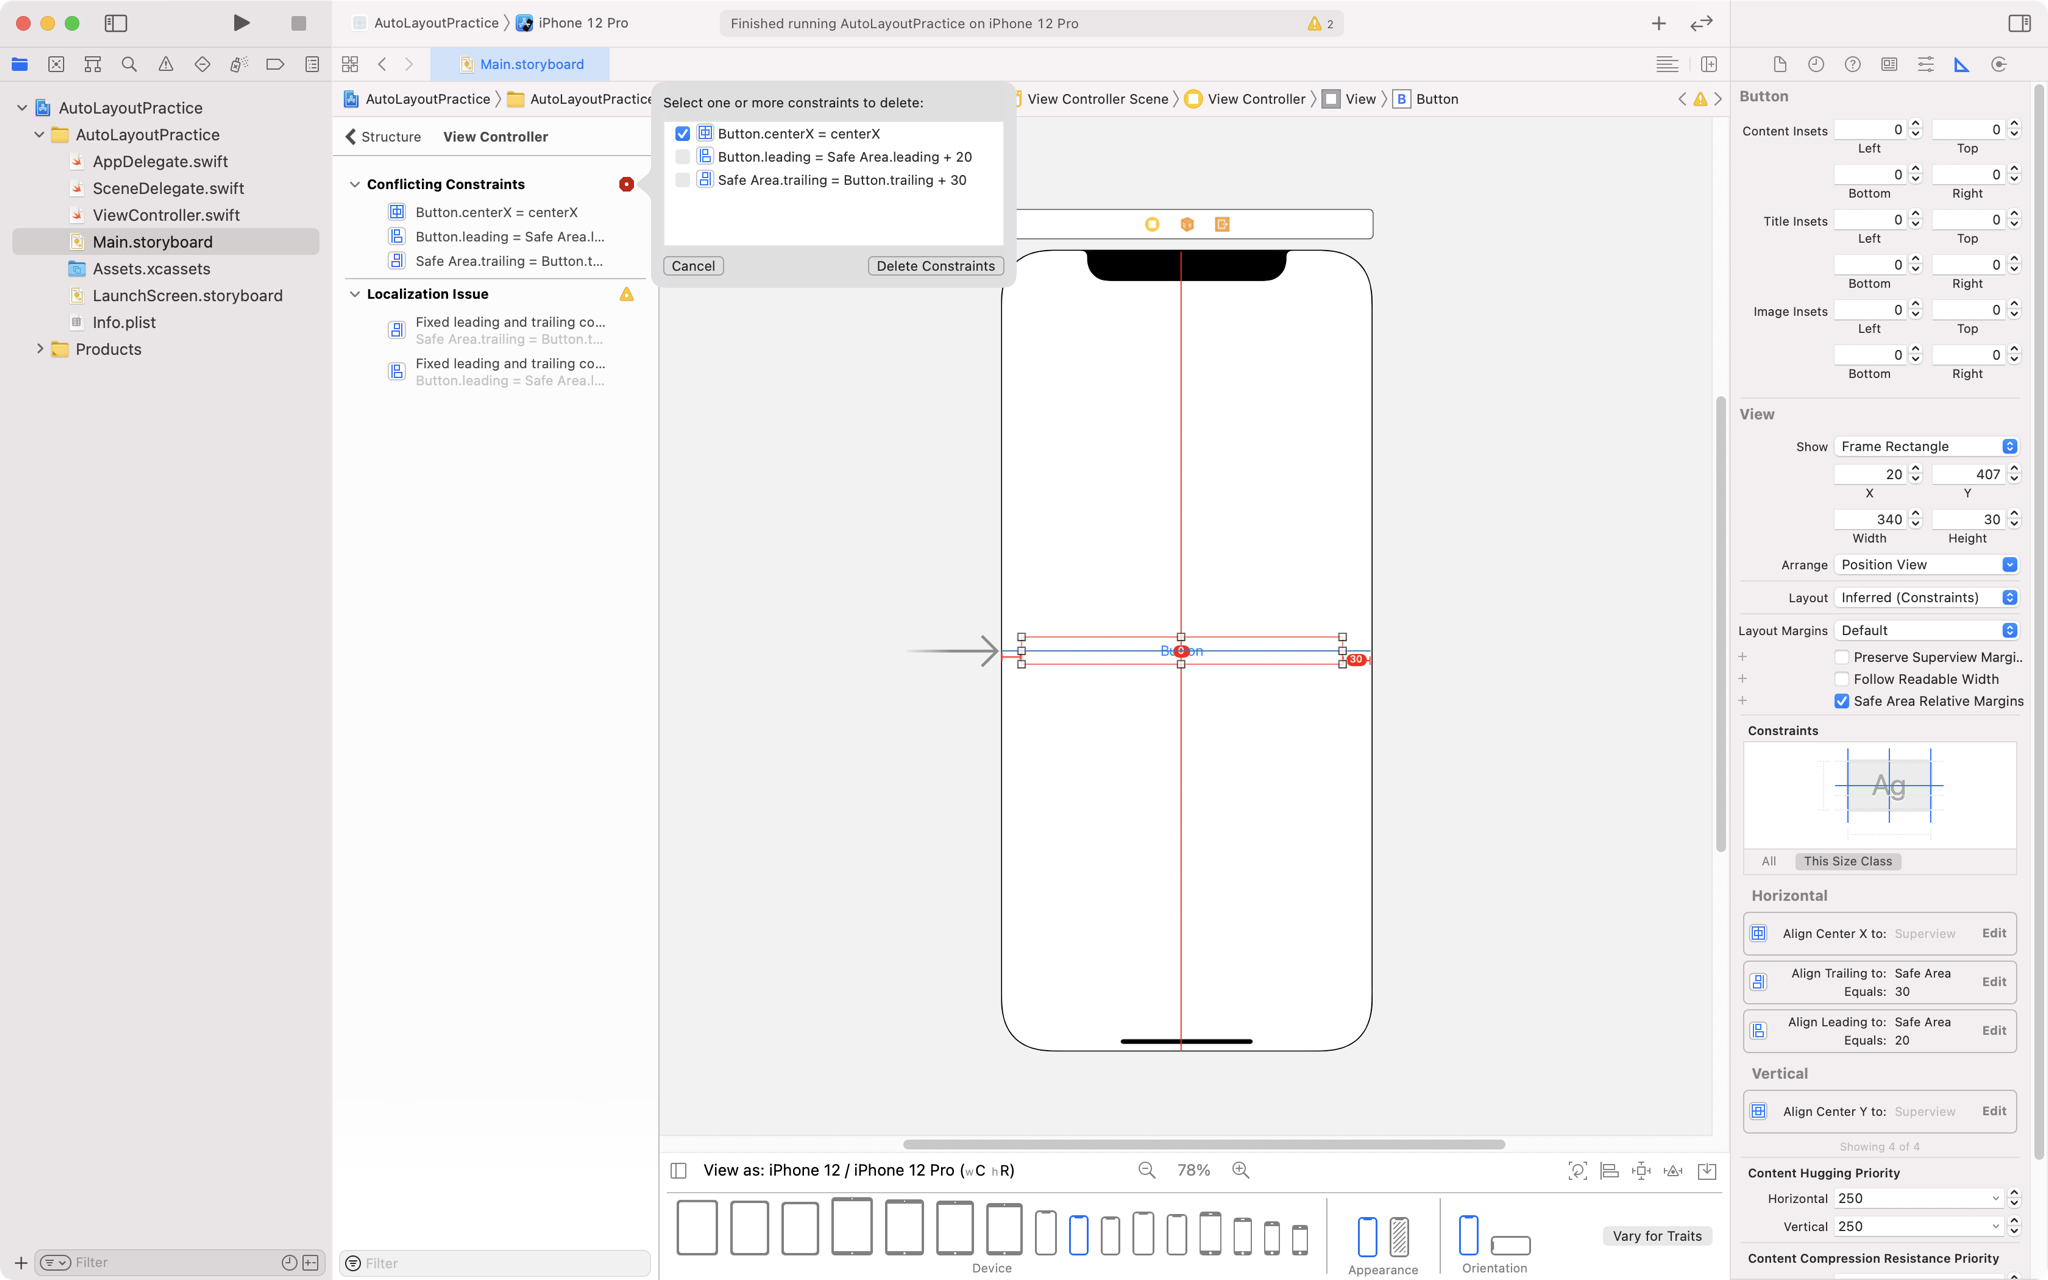 AutoLayoutPractice
iPhone 12 Pro
Finished running AutoLayoutPractice on iPhone 12 Pro
2
Main.storyboard
AutoLayoutPractice
AutoLayoutPractice
AppDelegate.swift
SceneDelegate.swift
ViewController.swift
Main.storyboard
Assets.xcassets
LaunchScreen.storyboard
Info.plist
Products
Filter
AutoLayoutPractice
AutoLayoutPractice
View Controller Scene
View Controller
View
B
Button
Structure
View Controller
Conflicting Constraints
Button.centerX = centerX
Button.leading = Safe Area.l...
Safe Area.trailing = Button.t...
Localization Issue
Fixed leading and trailing co...
Safe Area.trailing = Button.t...
Fixed leading and trailing co...
Button.leading = Safe Area.l...
Filter
Select one or more constraints to delete:
Button.centerX = centerX
Button.leading = Safe Area.leading + 20
Safe Area.trailing = Button.trailing + 30
Cancel
Delete Constraints
30
View as: iPhone 12 / iPhone 12 Pro (wC hR)
78%
Device
Appearance
Orientation
Vary for Traits
Button
Content Insets
0
0
Left
Top
0
0
Bottom
Right
Title Insets
0
0
Left
Top
0
0
Bottom
Right
Image Insets
0
0
Left
Top
0
0
Bottom
Right
View
Show
Frame Rectangle
20
407
X
Y
340
30
Width
Height
Arrange
Position View
Layout
Inferred (Constraints)
Layout Margins
Default
Preserve Superview Margi..
Follow Readable Width
Safe Area Relative Margins
Constraints
Ag
All
This Size Class
Horizontal
Align Center X to: Superview
Edit
Align Trailing to: Safe Area
Equals: 30
Edit
Align Leading to: Safe Area
Equals: 20
Edit
Vertical
Align Center Y to: Superview
Edit
Showing 4 of 4
Content Hugging Priority
Horizontal
250
Vertical
250
Content Compression Resistance Priority